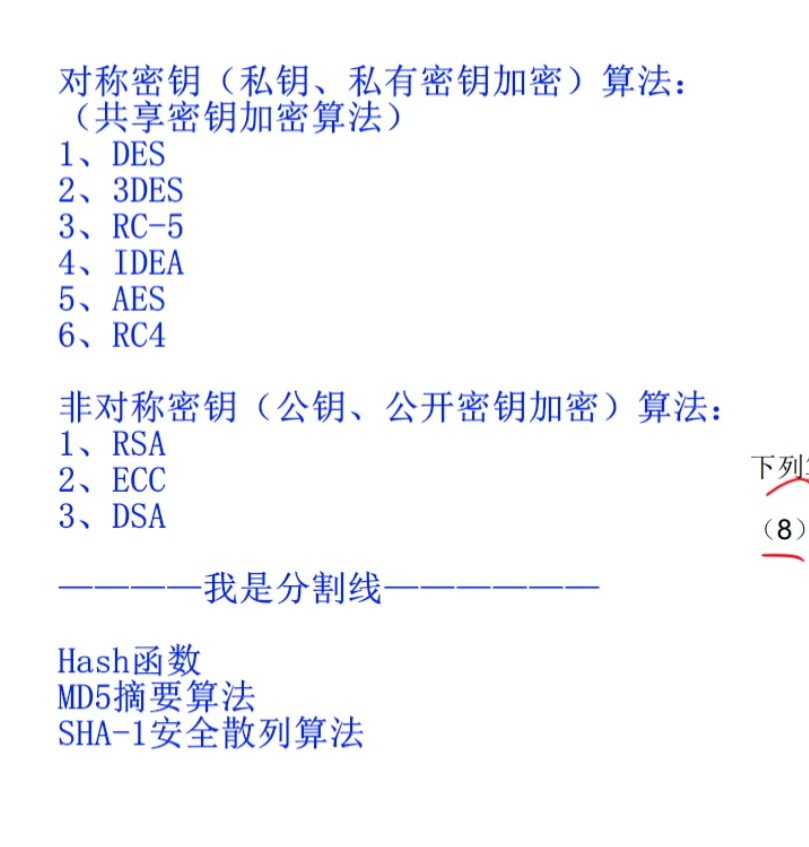 对称密钥（私钥、私有密钥加密）算法：
（共享密钥加密算法）
1、DES
2、3DES
3、RC-5
4、IDEA
5、AES
6、RC4
非对称密钥（公钥、公开密钥加密）算法：
1、RSA
2、ECC
3、DSA
下列
（8）
————我是分割线——————
Hash函数
MD5摘要算法
SHA-1安全散列算法